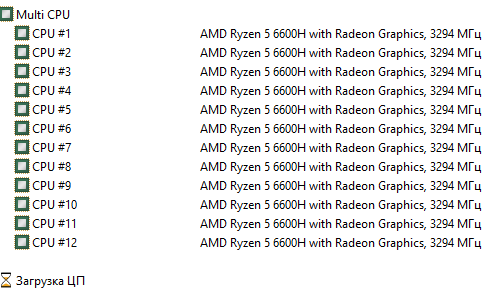 Multi CPU
CPU #1 AMD Ryzen 5 6600H with Radeon Graphics, 3294 МГц
CPU #2 AMD Ryzen 5 6600H with Radeon Graphics, 3294 МГц
CPU #3 AMD Ryzen 5 6600H with Radeon Graphics, 3294 МГц
CPU #4 AMD Ryzen 5 6600H with Radeon Graphics, 3294 МГц
CPU #5 AMD Ryzen 5 6600H with Radeon Graphics, 3294 МГц
CPU #6 AMD Ryzen 5 6600H with Radeon Graphics, 3294 МГц
CPU #7 AMD Ryzen 5 6600H with Radeon Graphics, 3294 МГц
CPU #8 AMD Ryzen 5 6600H with Radeon Graphics, 3294 МГц
CPU #9 AMD Ryzen 5 6600H with Radeon Graphics, 3294 МГц
CPU #10 AMD Ryzen 5 6600H with Radeon Graphics, 3294 МГц
CPU #11 AMD Ryzen 5 6600H with Radeon Graphics, 3294 МГц
CPU #12 AMD Ryzen 5 6600H with Radeon Graphics, 3294 МГц
Загрузка ЦП